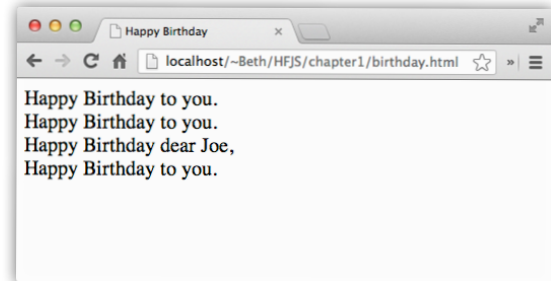 Happy Birthday
localhost/~Beth/HFJS/chapter1/birthday.html
Happy Birthday to you.
Happy Birthday to you.
Happy Birthday dear Joe,
Happy Birthday to you.